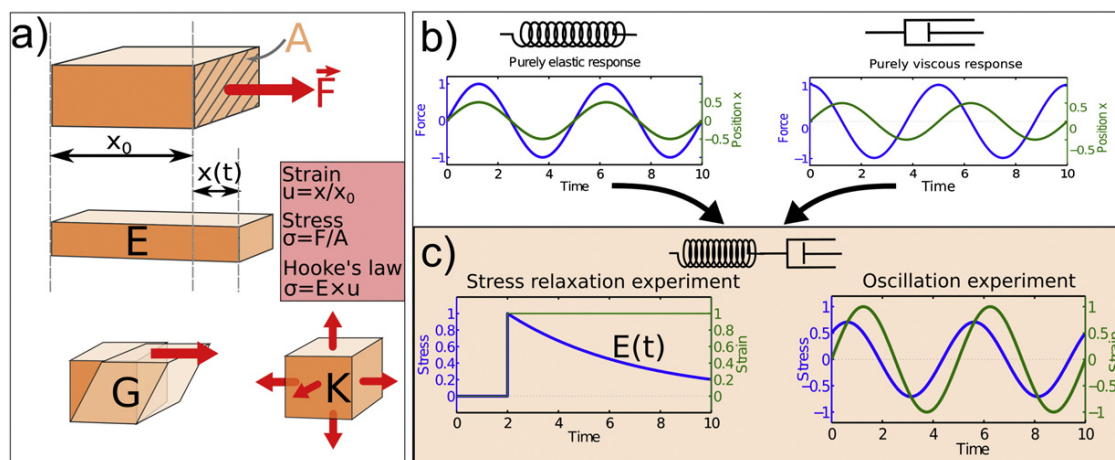 a)
A
F
x0
x(t)
Strain
u=x/x0
Stress
σ=F/A
Hooke's law
σ=E×u
E
G
K
b)
Purely elastic response
1
0
−1
Force
0.5
0
−0.5
Position x
0 2 4 6 8 10
Time
Purely viscous response
1
0
−1
Force
0.5
0
−0.5
Position x
0 2 4 6 8 10
Time
c)
Stress relaxation experiment
1
0.8
0.6
0.4
0.2
0
Stress
E(t)
1
0.8
0.6
0.4
0.2
0
Strain
0 2 4 6 8 10
Time
Oscillation experiment
1
0.5
0
−0.5
−1
Stress
1
0.5
0
−0.5
−1
Strain
0 2 4 6 8 10
Time